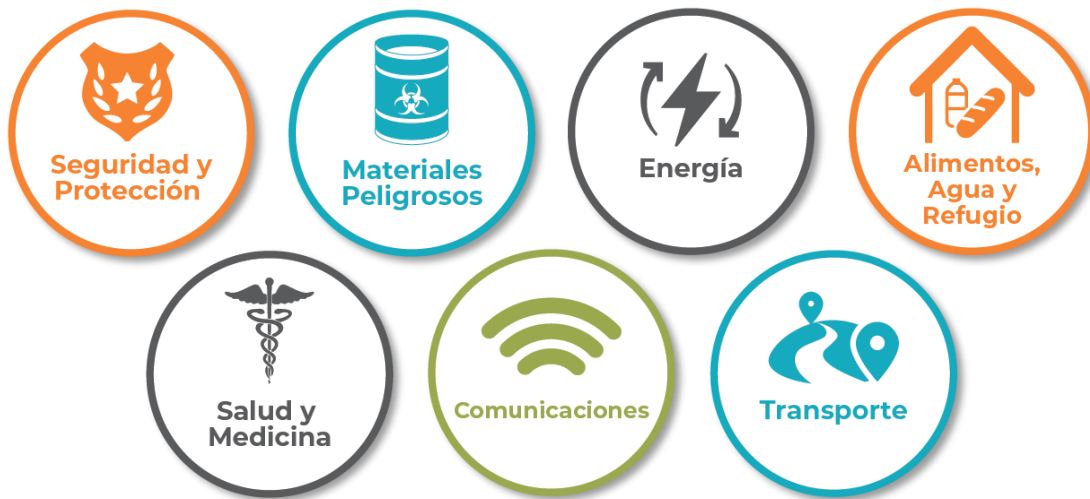 Seguridad y
Protección
Materiales
Peligrosos
Energía
Alimentos,
Agua y
Refugio
Salud y
Medicina
Comunicaciones
Transporte